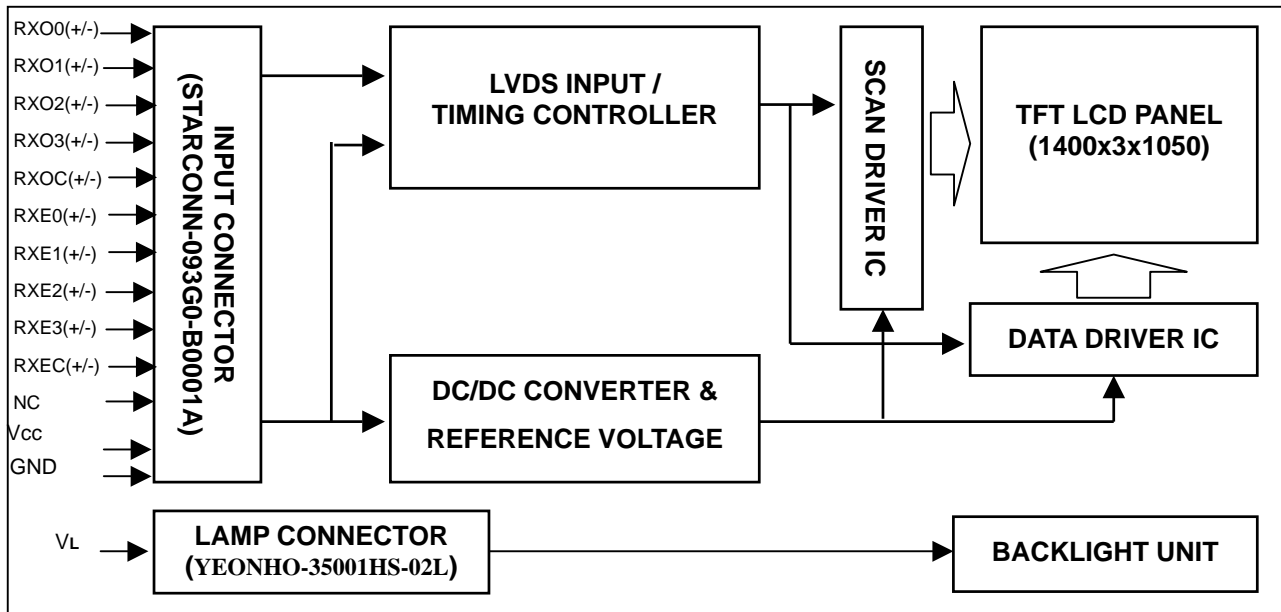 RXO0(+/-)
RXO1(+/-)
RXO2(+/-)
RXO3(+/-)
RXOC(+/-)
RXE0(+/-)
RXE1(+/-)
RXE2(+/-)
RXE3(+/-)
RXEC(+/-)
NC
Vcc
GND
VL
INPUT CONNECTOR
(STARCONN-093G0-B0001A)
LVDS INPUT /
TIMING CONTROLLER
SCAN DRIVER IC
TFT LCD PANEL
(1400x3x1050)
DATA DRIVER IC
DC/DC CONVERTER &
REFERENCE VOLTAGE
LAMP CONNECTOR
(YEONHO-35001HS-02L)
BACKLIGHT UNIT